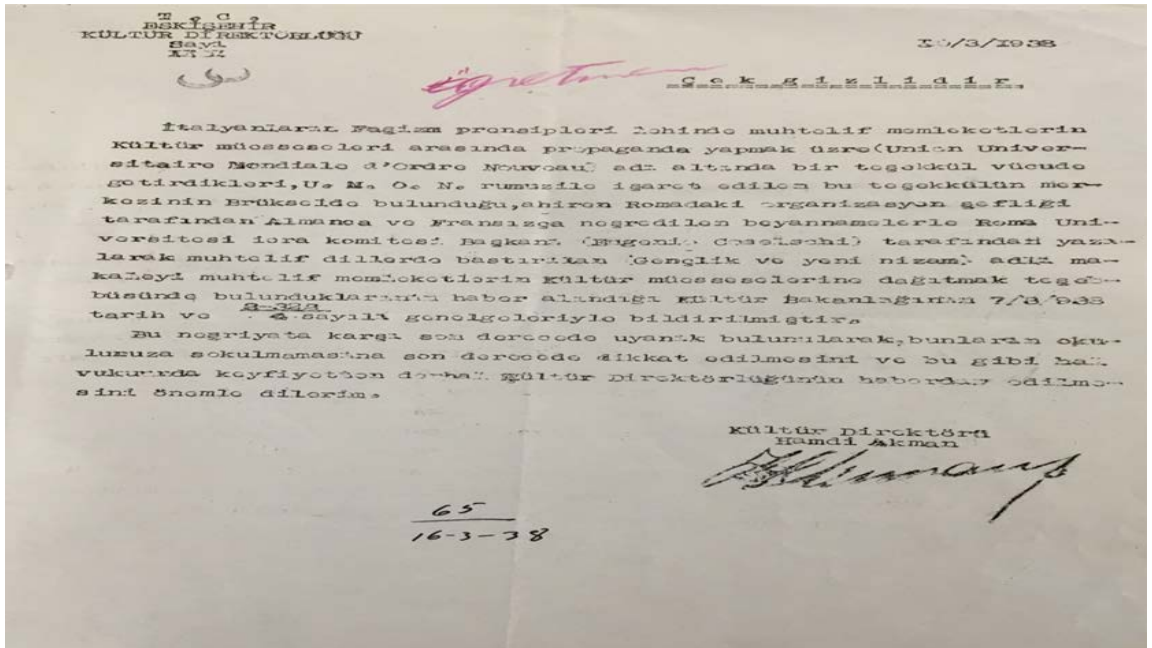 T. C.
ESKİŞEHİR
KÜLTÜR DİREKTÖRLÜĞÜ
Sayı
/3/1938
Öğretmen
Çok gizlidir.
İtalyanların Faşizm pronsipleri lehinde muhtelif memleketlerin
Kültür müesseseleri arasında propaganda yapmak üzre(Union Univer-
sitaire Mondiale d'Ordre Nouveau) adı altında bir teşekkül vücude
getirdikleri,U. M. O. N. rumuzile işaret edilen bu teşekkülün mer-
kezinin Brükselde bulunduğu,ahiren Romadaki organizasyon şefliği
tarafından Almanca ve Fransızca neşredilen beyannamelerle Roma Uni-
versitesi icra komitesi Başkanı tarafından yazı-
larak muhtelif dillerde bastırılan Gençlik ve yeni nizam) adlı ma-
kaleyi muhtelif memleketlerin Kültür müesseselerine dağıtmak teşeb-
büsünde bulunduklarının haber alındığı Kültür Bakanlığının 7/3/938
tarih ve sayılı genelgeleriyle bildirilmiştir.
Bu neşriyata karşı son derecede uyanık bulunularak,bunların oku-
lunuza sokulmamasına son derecede dikkat edilmesini ve bu gibi hal
vukuunda keyfiyetten derhal Kültür Direktörlüğünün haberdar edilme-
sini önemle dilerim.
Kültür Direktörü
Hamdi Akman
65
16-3-38